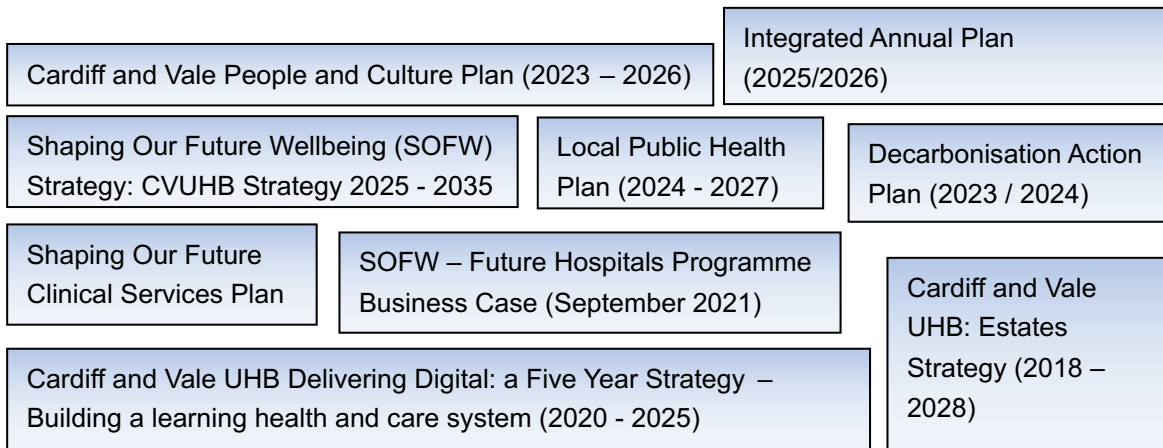 Cardiff and Vale People and Culture Plan (2023 – 2026)
Integrated Annual Plan
(2025/2026)
Shaping Our Future Wellbeing (SOFW)
Strategy: CVUHB Strategy 2025 - 2035
Local Public Health
Plan (2024 - 2027)
Decarbonisation Action
Plan (2023 / 2024)
Shaping Our Future
Clinical Services Plan
SOFW – Future Hospitals Programme
Business Case (September 2021)
Cardiff and Vale
UHB: Estates
Strategy (2018 –
2028)
Cardiff and Vale UHB Delivering Digital: a Five Year Strategy –
Building a learning health and care system (2020 - 2025)